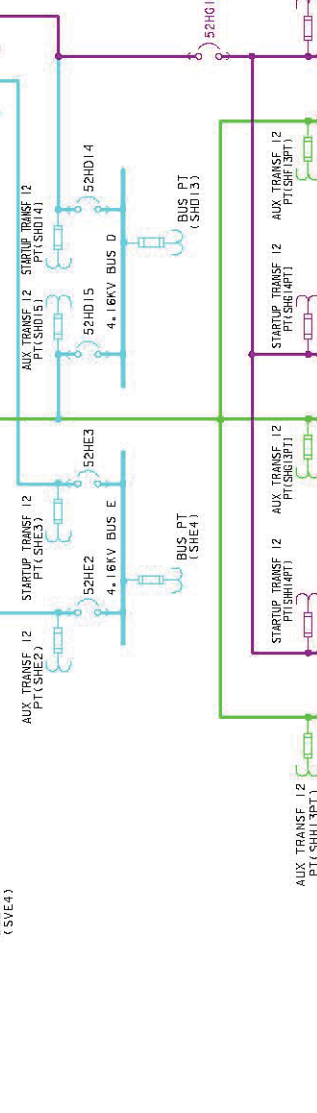 52HG1
52HD14
STARTUP TRANSF 12
PT(SHD14)
BUS PT
(SHD13)
4.16KV BUS D
AUX TRANSF 12
PT(SHD15)
52HD15
AUX TRANSF 12
PT(SHF13PT)
STARTUP TRANSF 12
PT(SHG14PT)
52HE3
STARTUP TRANSF 12
PT(SHE3)
4.16KV BUS E
52HE2
BUS PT
(SHE4)
AUX TRANSF 12
PT(SHE2)
AUX TRANSF 12
PT(SHG13PT)
STARTUP TRANSF 12
PT(SHH14PT)
AUX TRANSF 12
PT(SHH13PT)
(SVE4)